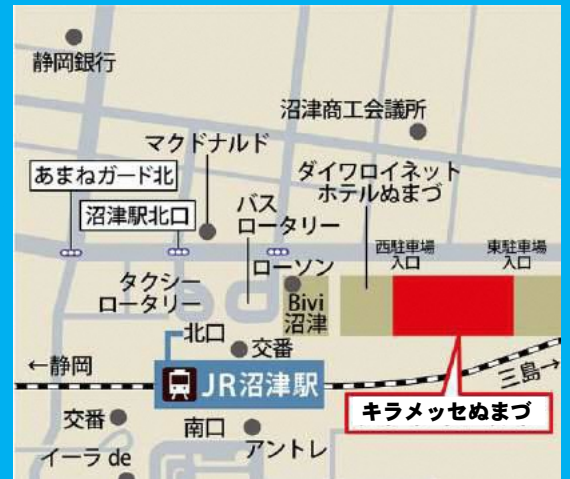 静岡銀行
沼津商工会議所
マクドナルド
あまねガード北
沼津駅北口
バス
ロータリー
ダイワロイネット
ホテルぬまづ
西駐車場
入口
東駐車場
入口
タクシー
ロータリー
ローソン
Bivi
沼津
北口
交番
←静岡
JR沼津駅
三島→
キラメッセぬまづ
交番
南口
アントレ
イーラ de